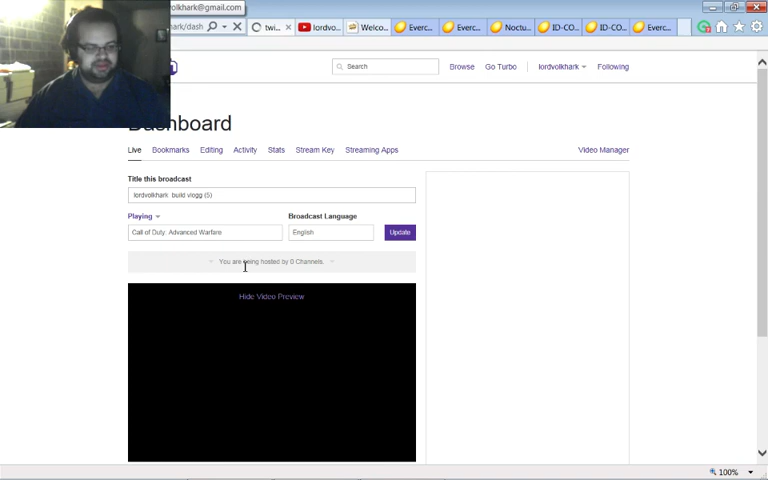 volkhark@gmail.com
nark/dash
twi...
lordvo...
Welco...
Everc...
Everc...
Noctu...
ID-CO...
ID-CO...
Everc...
Search
Browse
Go Turbo
lordvolkhark
Following
Dashboard
Live
Bookmarks
Editing
Activity
Stats
Stream Key
Streaming Apps
Video Manager
Title this broadcast
lordvolkhark build vlogg (5)
Playing
Broadcast Language
Call of Duty: Advanced Warfare
English
Update
You are being hosted by 0 Channels.
Hide Video Preview
100%